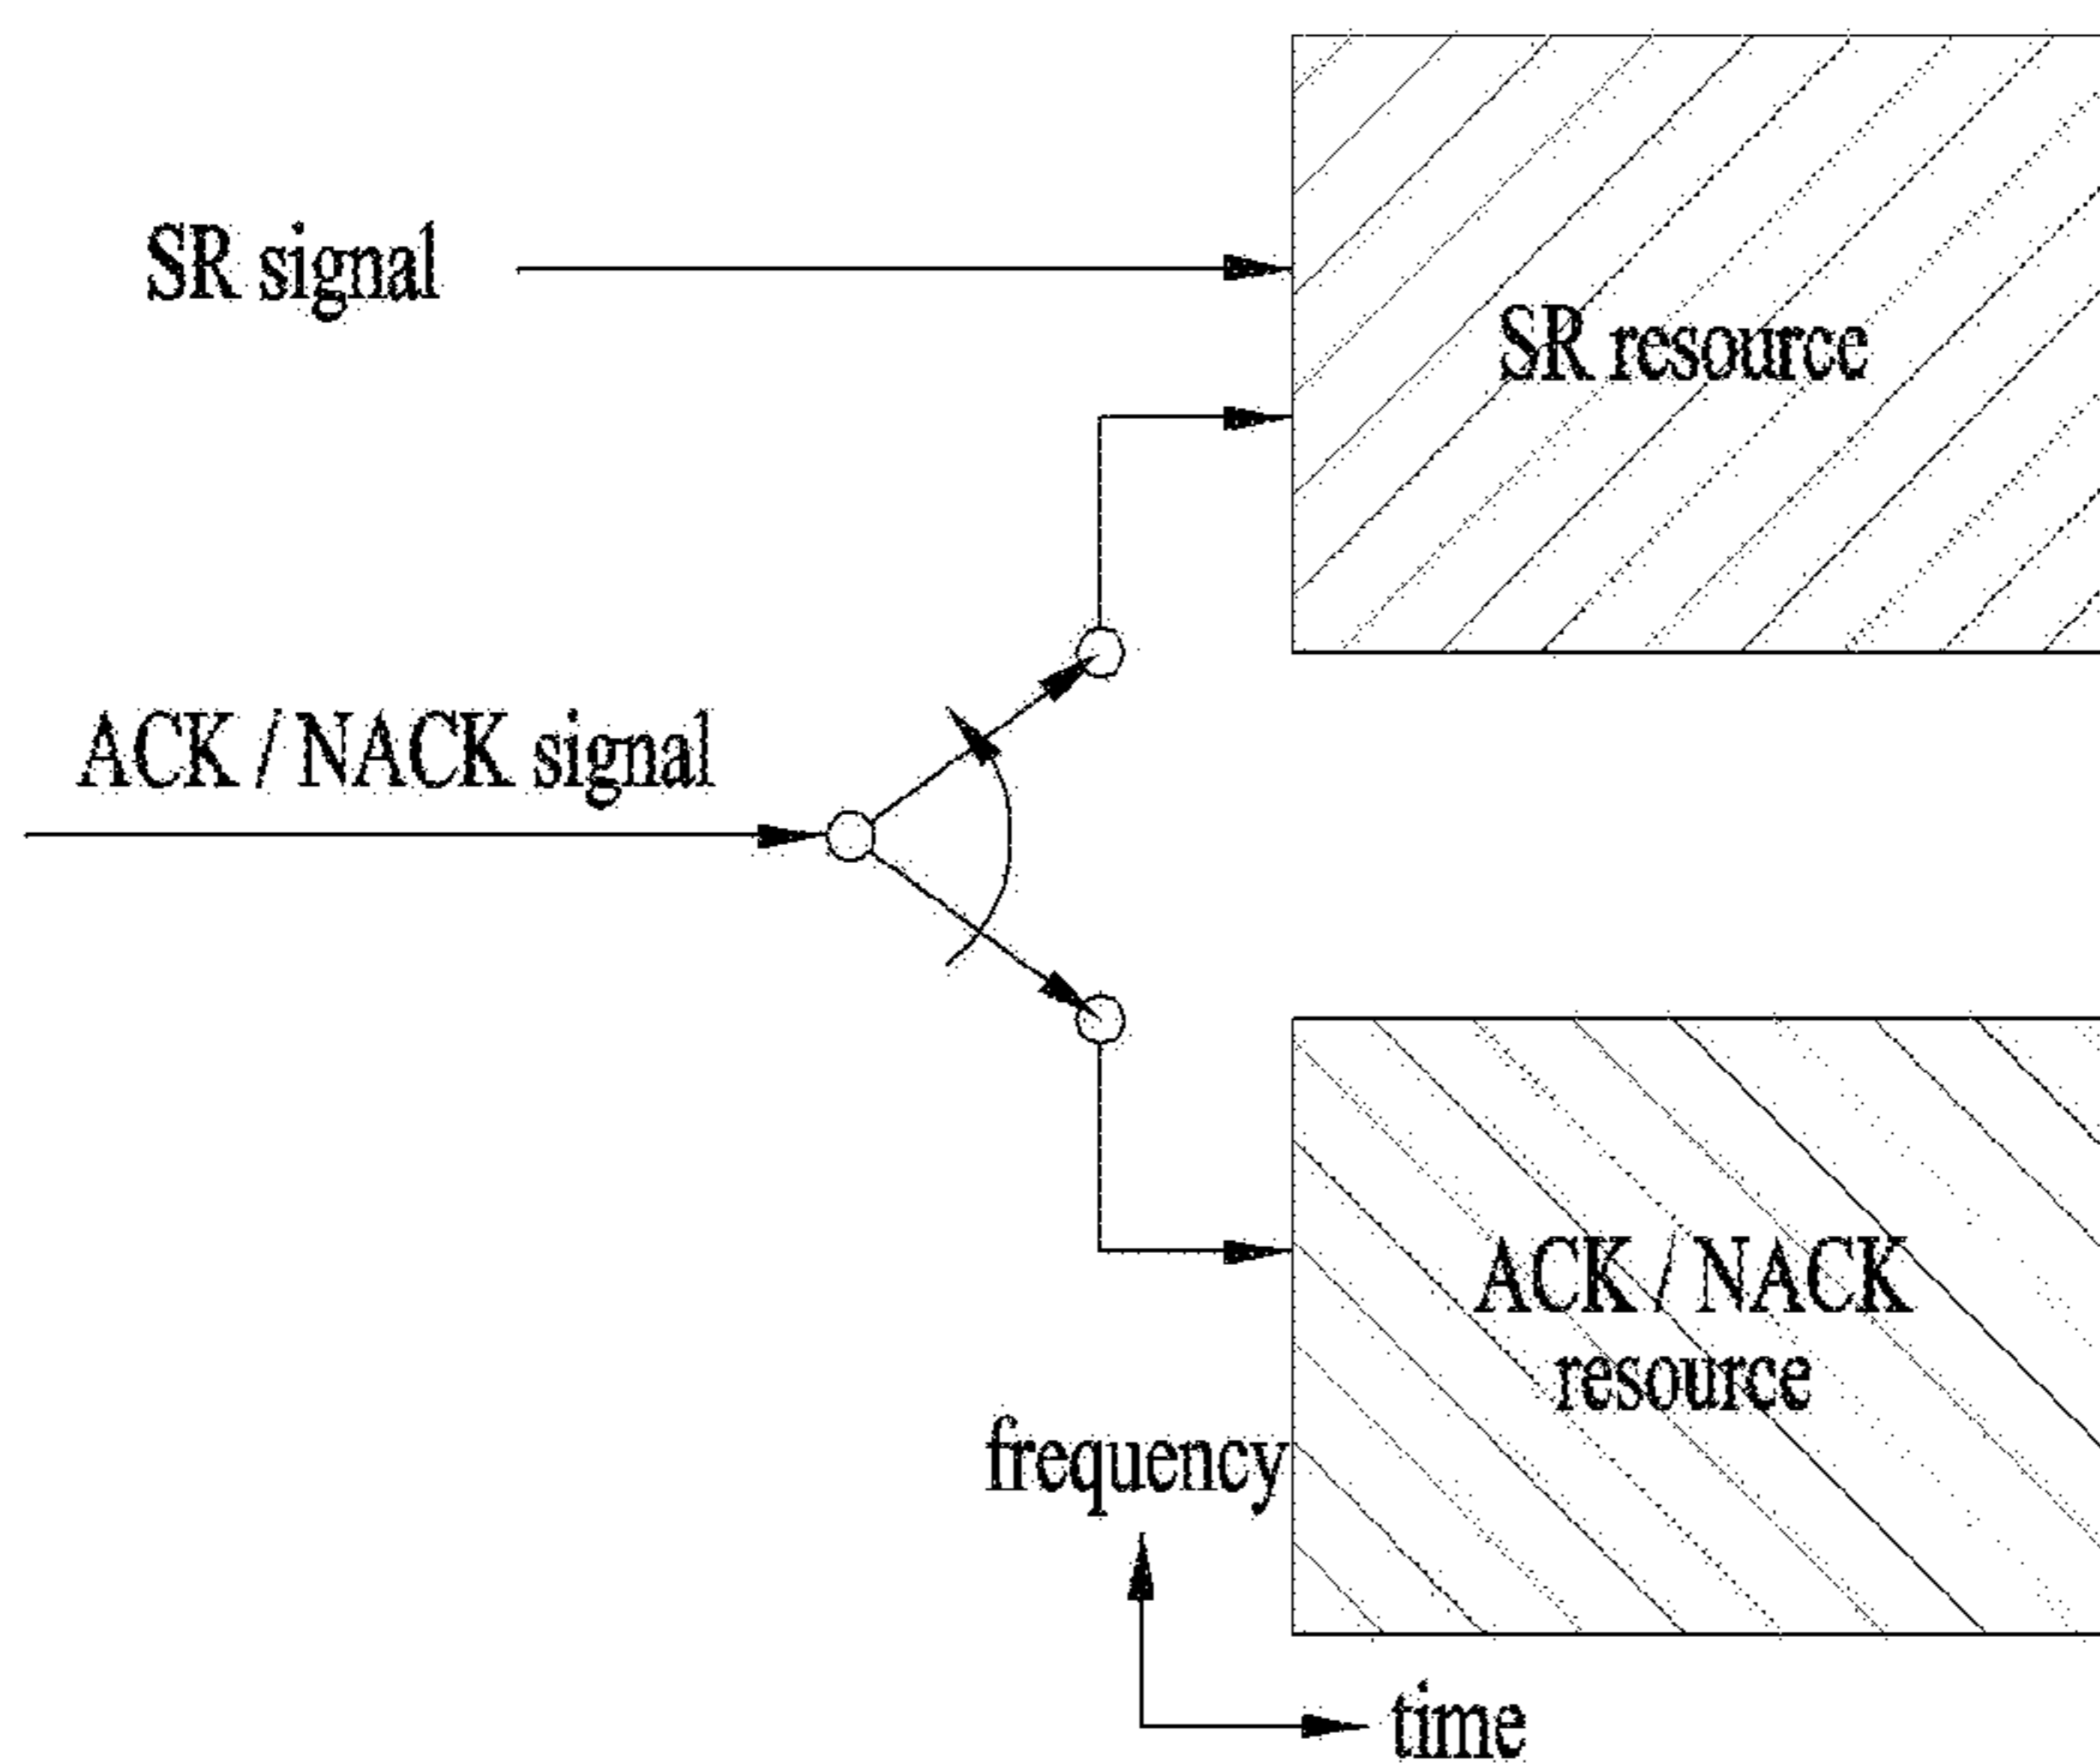 SR signal
SR resource
ACK / NACK signal
ACK / NACK
resource
frequency
time